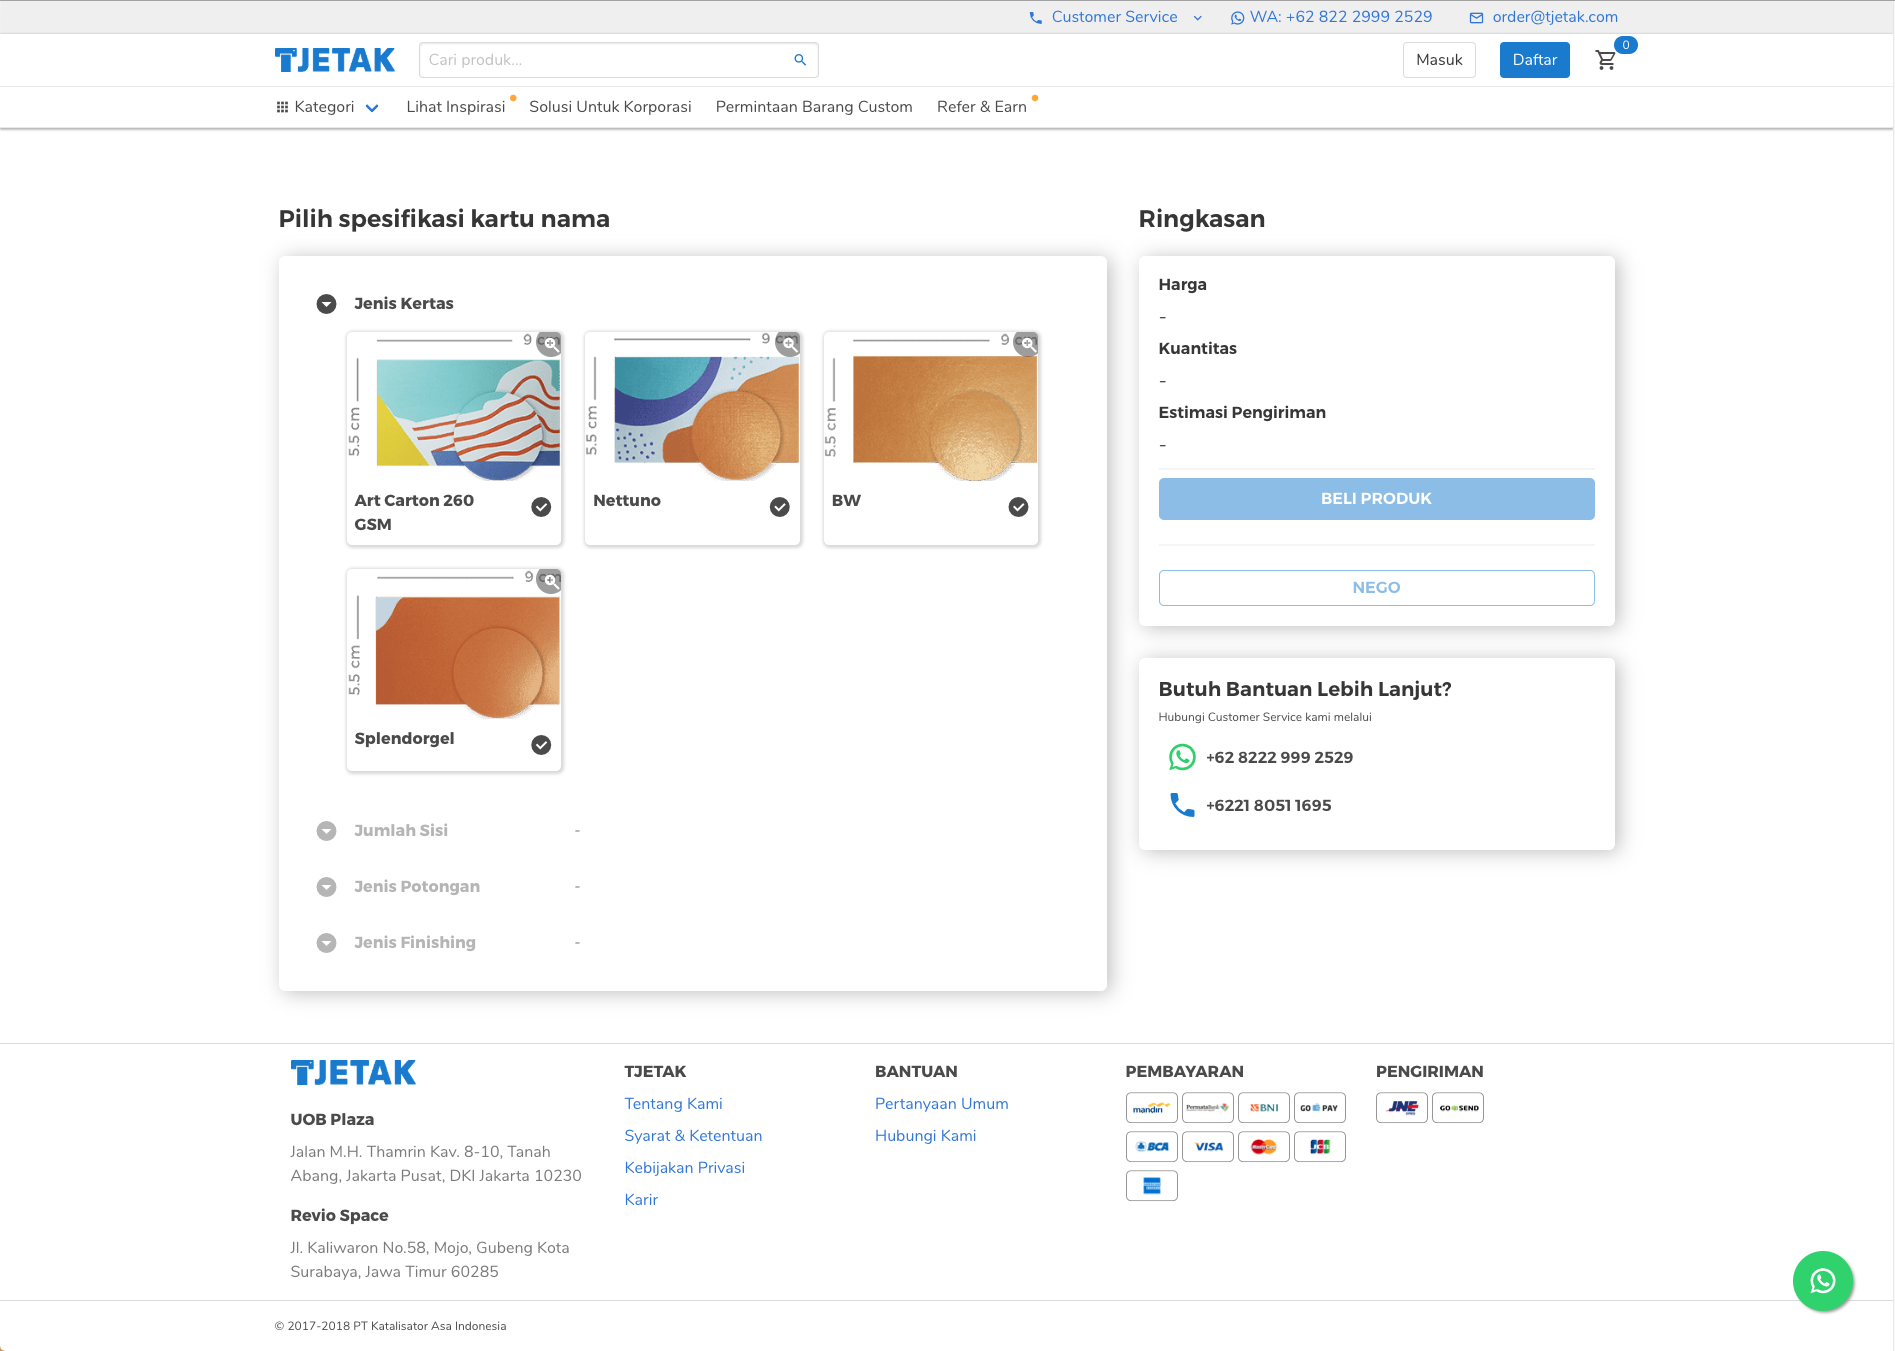 Customer Service
WA: +62 822 2999 2529
order@tjetak.com
TJETAK
Cari produk...
Masuk
Daftar
0
Kategori
Lihat Inspirasi
Solusi Untuk Korporasi
Permintaan Barang Custom
Refer & Earn
Pilih spesifikasi kartu nama
Jenis Kertas
9 cm
5.5 cm
Art Carton 260
GSM
9 cm
5.5 cm
Nettuno
9 cm
5.5 cm
BW
9 cm
5.5 cm
Splendorgel
Jumlah Sisi -
Jenis Potongan -
Jenis Finishing -
Ringkasan
Harga
-
Kuantitas
-
Estimasi Pengiriman
-
BELI PRODUK
NEGO
Butuh Bantuan Lebih Lanjut?
Hubungi Customer Service kami melalui
+62 8222 999 2529
+6221 8051 1695
TJETAK
UOB Plaza
Jalan M.H. Thamrin Kav. 8-10, Tanah
Abang, Jakarta Pusat, DKI Jakarta 10230
Revio Space
Jl. Kaliwaron No.58, Mojo, Gubeng Kota
Surabaya, Jawa Timur 60285
TJETAK
Tentang Kami
Syarat & Ketentuan
Kebijakan Privasi
Karir
BANTUAN
Pertanyaan Umum
Hubungi Kami
PEMBAYARAN
mandiri
PermataBank
BNI
GO PAY
BCA
VISA
MasterCard
JCB
PENGIRIMAN
JNE
GO SEND
© 2017-2018 PT Katalisator Asa Indonesia